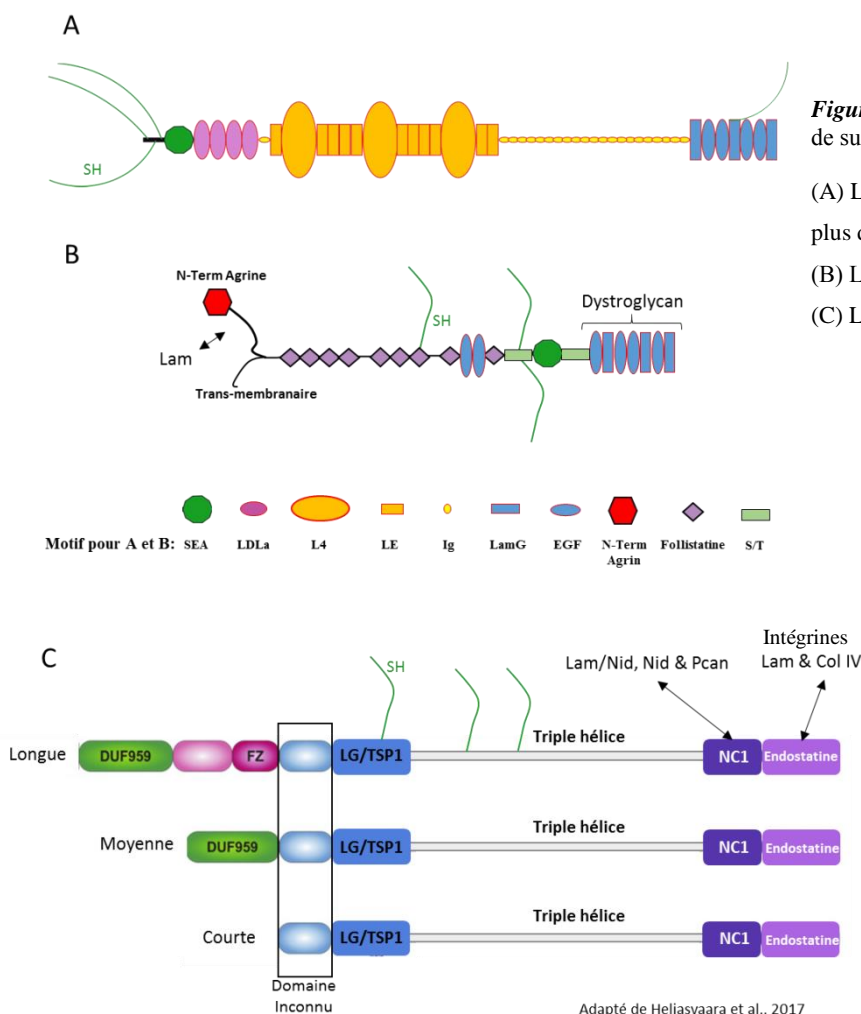 A
SH
Figur
de su
(A) L
plus d
(B) L
(C) L
B
N-Term Agrine
SH
Dystroglycan
Lam
Trans-membranaire
Motif pour A et B: SEA LDLa L4 LE Ig LamG EGF N-Term Agrin Follistatine S/T
C
SH
Intégrines
Lam/Nid, Nid & Pcan
Lam & Col IV
Longue DUF959 FZ LG/TSP1 Triple hélice NC1 Endostatine
Moyenne DUF959 LG/TSP1 Triple hélice NC1 Endostatine
Courte LG/TSP1 Triple hélice NC1 Endostatine
Domaine
Inconnu
Adapté de Heljasvaara et al., 2017